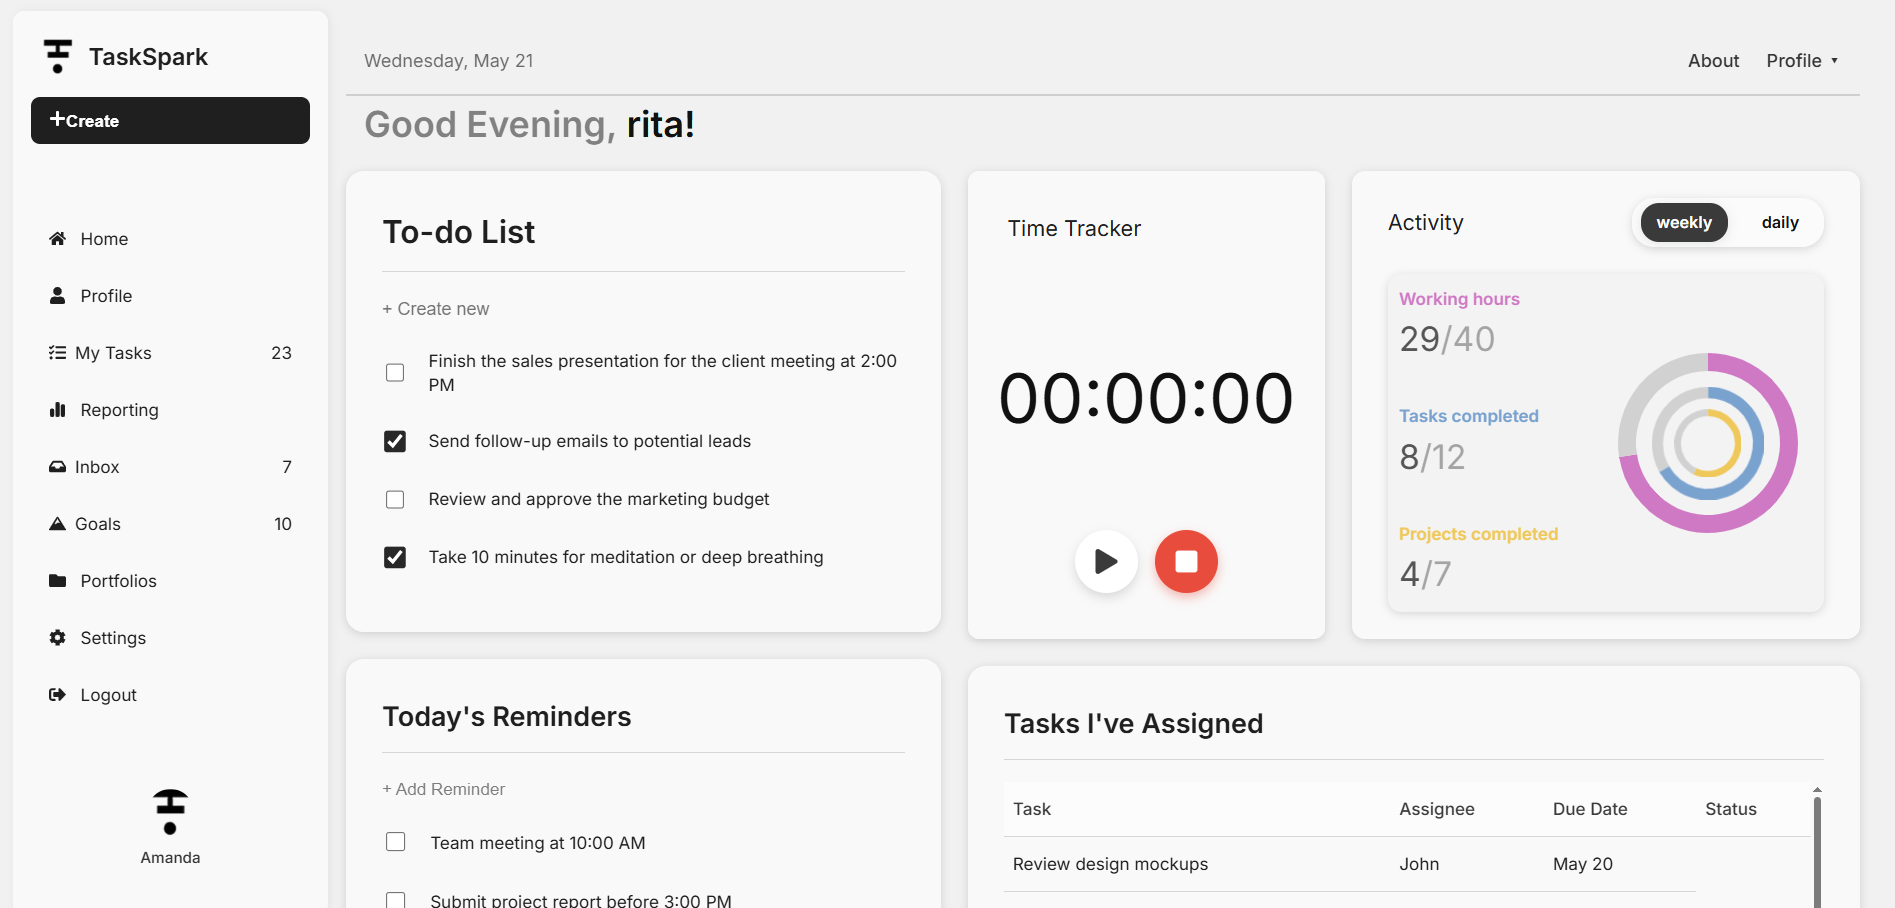 TaskSpark
+Create
Home
Profile
My Tasks 23
Reporting
Inbox 7
Goals 10
Portfolios
Settings
Logout
Amanda
Wednesday, May 21
About Profile ▾
Good Evening, rita!
To-do List
+ Create new
Finish the sales presentation for the client meeting at 2:00
PM
Send follow-up emails to potential leads
Review and approve the marketing budget
Take 10 minutes for meditation or deep breathing
Time Tracker
00:00:00
Activity
weekly daily
Working hours
29/40
Tasks completed
8/12
Projects completed
4/7
Today's Reminders
+ Add Reminder
Team meeting at 10:00 AM
Submit project report before 3:00 PM
Tasks I've Assigned
Task Assignee Due Date Status
Review design mockups John May 20